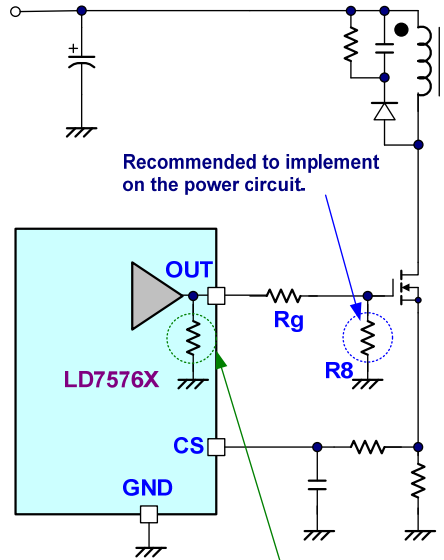 +
Recommended to implement
on the power circuit.
OUT
Rg
R8
LD7576X
CS
GND